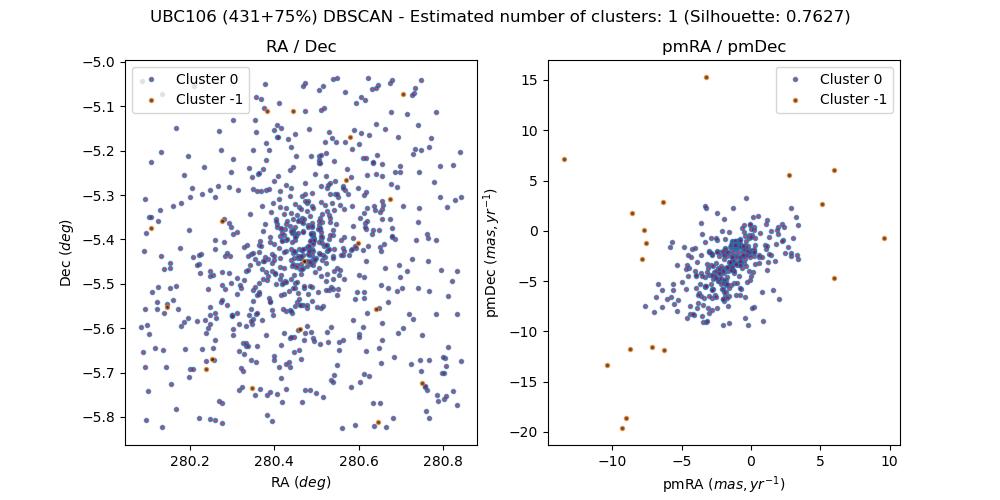 UBC106 (431+75%) DBSCAN - Estimated number of clusters: 1 (Silhouette: 0.7627)
RA / Dec
Cluster 0
Cluster -1
−5.0
−5.1
−5.2
−5.3
−5.4
−5.5
−5.6
−5.7
−5.8
Dec (deg)
280.2
280.4
280.6
280.8
RA (deg)
pmRA / pmDec
Cluster 0
Cluster -1
15
10
5
0
−5
−10
−15
−20
pmDec (mas, yr⁻¹)
−10
−5
0
5
10
pmRA (mas, yr⁻¹)